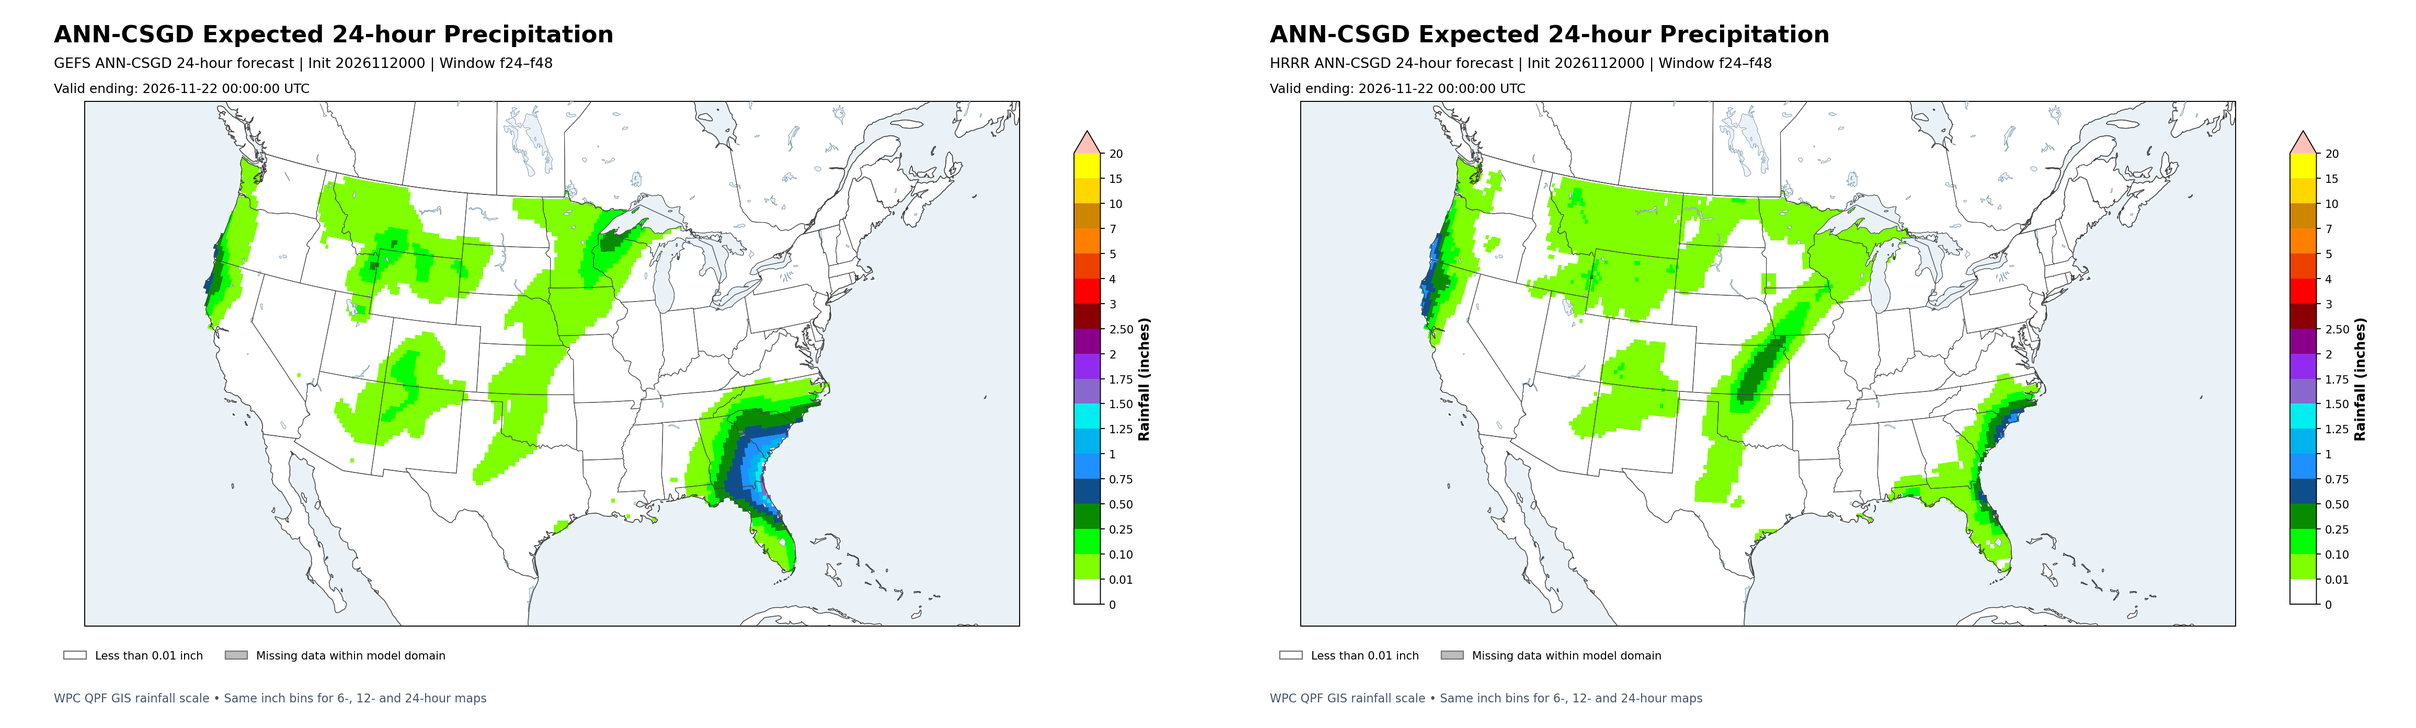 ANN-CSGD Expected 24-hour Precipitation
GEFS ANN-CSGD 24-hour forecast | Init 2026112000 | Window f24–f48
Valid ending: 2026-11-22 00:00:00 UTC
20
15
10
7
5
4
3
2.50
2
1.75
1.50
1.25
1
0.75
0.50
0.25
0.10
0.01
0
Rainfall (inches)
Less than 0.01 inch
Missing data within model domain
WPC QPF GIS rainfall scale • Same inch bins for 6-, 12- and 24-hour maps
ANN-CSGD Expected 24-hour Precipitation
HRRR ANN-CSGD 24-hour forecast | Init 2026112000 | Window f24–f48
Valid ending: 2026-11-22 00:00:00 UTC
20
15
10
7
5
4
3
2.50
2
1.75
1.50
1.25
1
0.75
0.50
0.25
0.10
0.01
0
Rainfall (inches)
Less than 0.01 inch
Missing data within model domain
WPC QPF GIS rainfall scale • Same inch bins for 6-, 12- and 24-hour maps